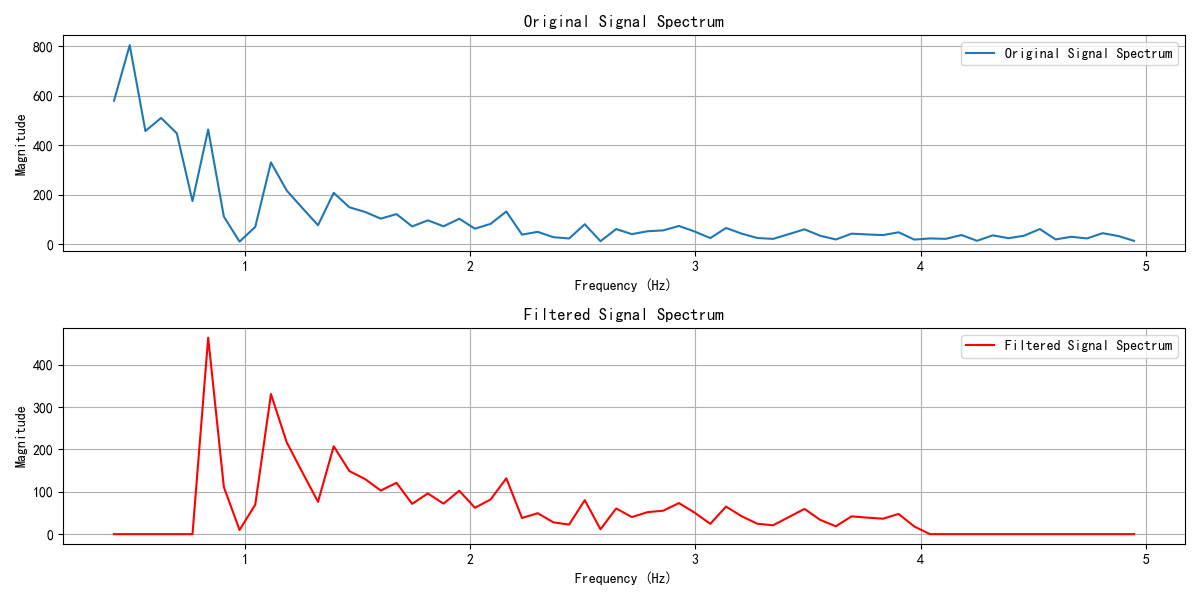 Original Signal Spectrum
Original Signal Spectrum
Magnitude
800
600
400
200
0
1
2
3
4
5
Frequency (Hz)
Filtered Signal Spectrum
Filtered Signal Spectrum
Magnitude
400
300
200
100
0
1
2
3
4
5
Frequency (Hz)